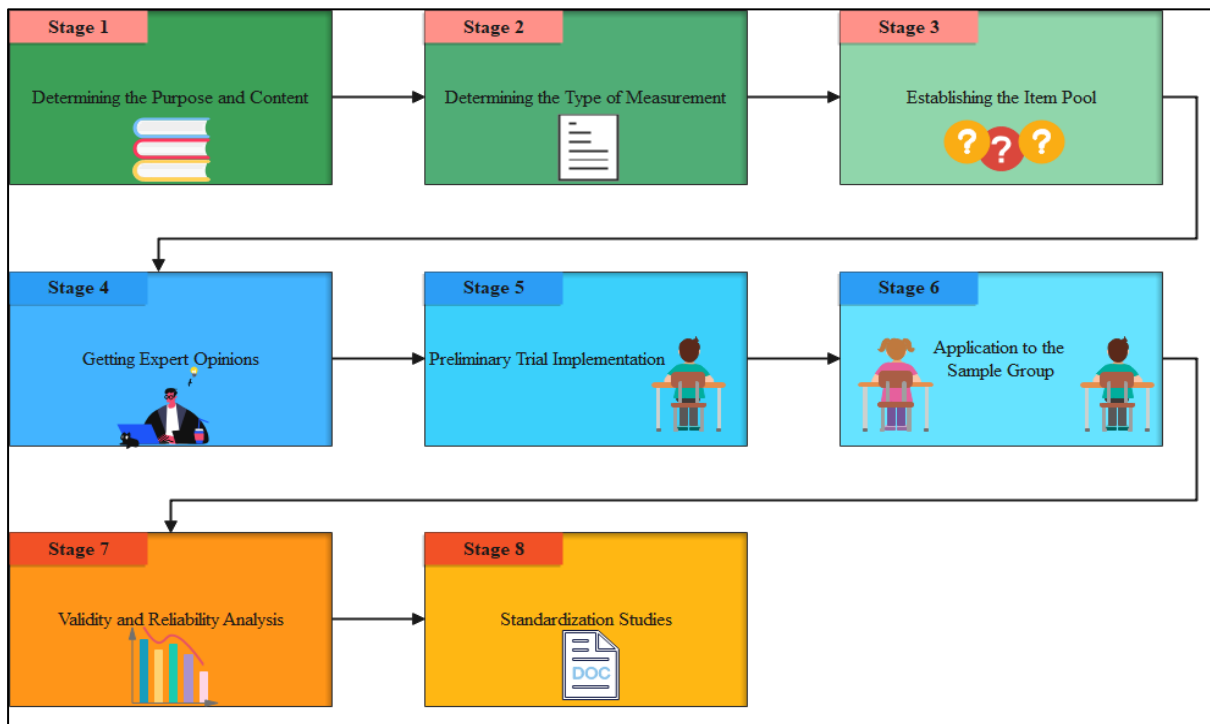 Stage 1
Determining the Purpose and Content
Stage 2
Determining the Type of Measurement
Stage 3
Establishing the Item Pool
? ? ?
Stage 4
Getting Expert Opinions
Stage 5
Preliminary Trial Implementation
Stage 6
Application to the
Sample Group
Stage 7
Validity and Reliability Analysis
Stage 8
Standardization Studies
DOC